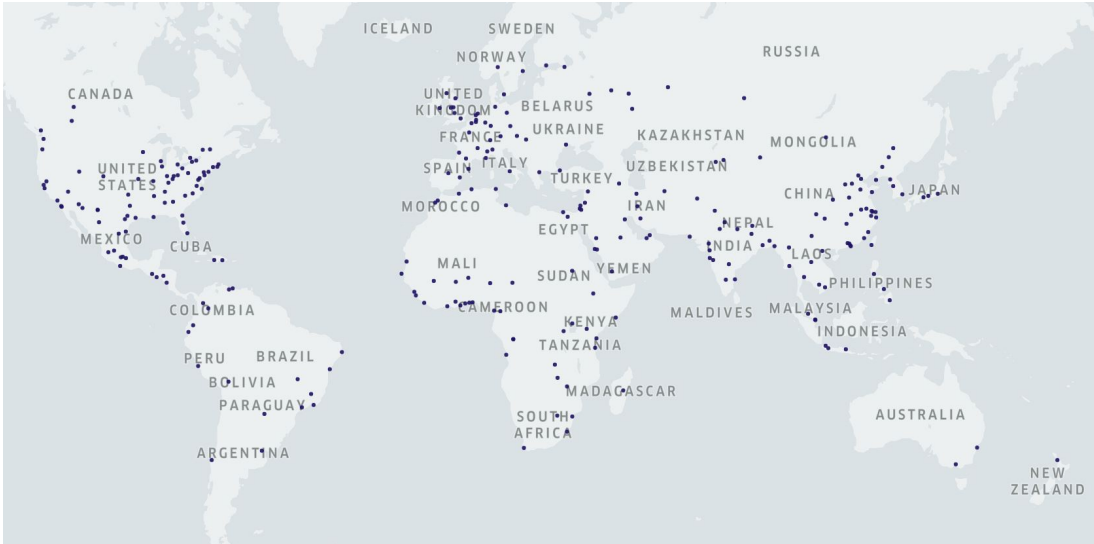 ICELAND
SWEDEN
RUSSIA
NORWAY
CANADA
UNITED
KINGDOM
BELARUS
UKRAINE
FRANCE
KAZAKHSTAN
MONGOLIA
UNITED
STATES
SPAIN
ITALY
UZBEKISTAN
TURKEY
CHINA
JAPAN
MOROCCO
IRAN
MEXICO
CUBA
EGYPT
NEPAL
INDIA
LAOS
MALI
SUDAN
YEMEN
PHILIPPINES
COLOMBIA
CAMEROON
KENYA
MALDIVES
MALAYSIA
INDONESIA
TANZANIA
PERU
BRAZIL
BOLIVIA
MADAGASCAR
PARAGUAY
SOUTH
AFRICA
AUSTRALIA
ARGENTINA
NEW
ZEALAND